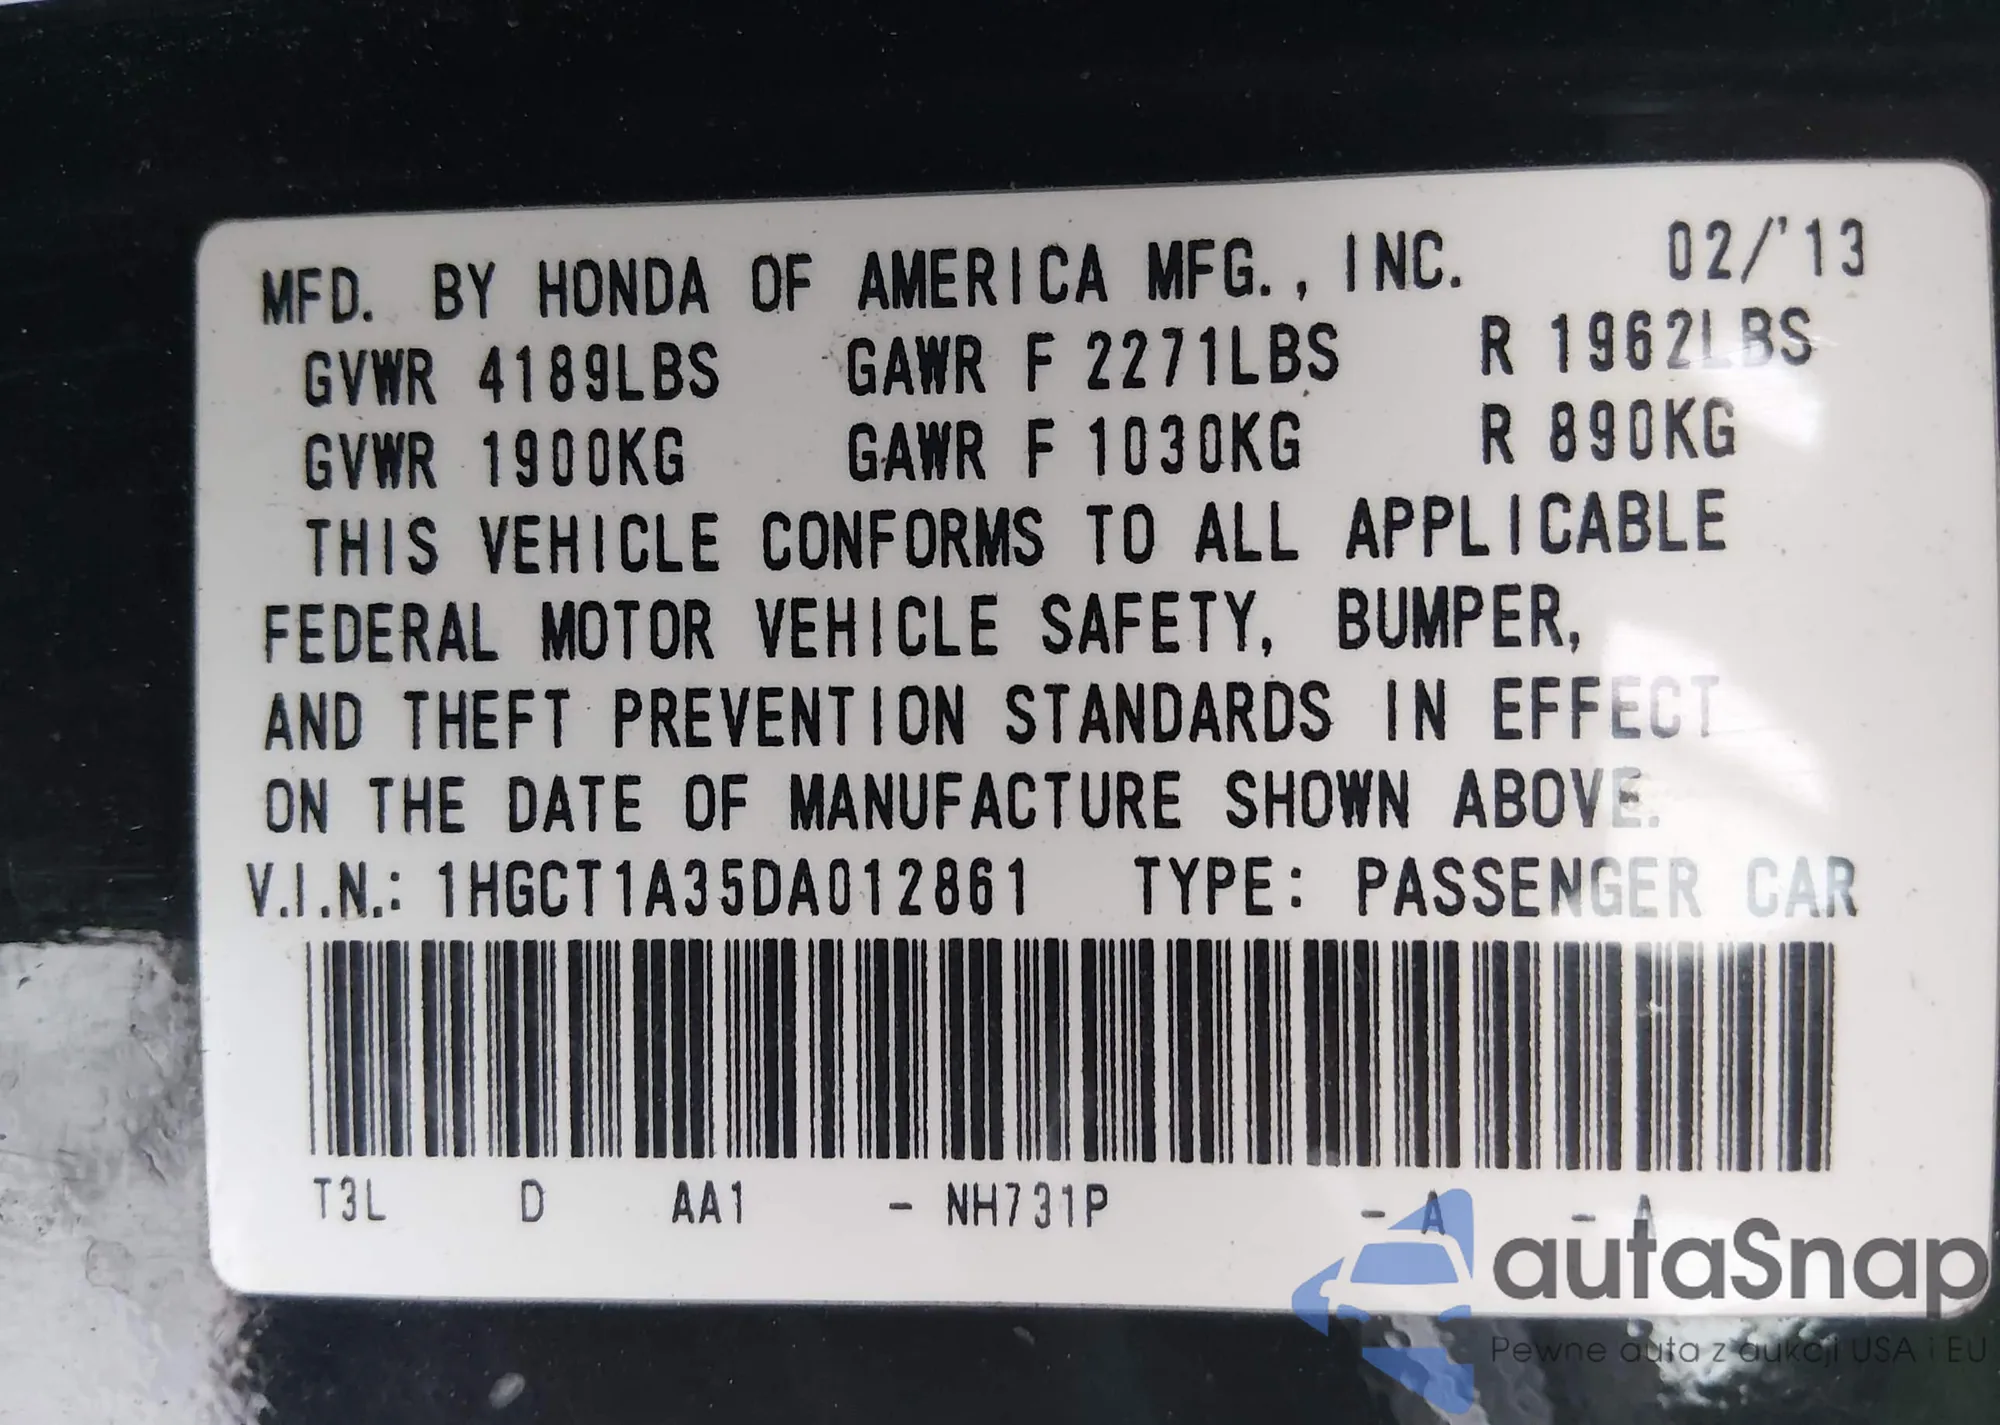 MFD. BY HONDA OF AMERICA MFG., INC. 02/'13
GVWR 4189LBS GAWR F 2271LBS R 1962LBS
GVWR 1900KG GAWR F 1030KG R 890KG
THIS VEHICLE CONFORMS TO ALL APPLICABLE
FEDERAL MOTOR VEHICLE SAFETY, BUMPER,
AND THEFT PREVENTION STANDARDS IN EFFECT
ON THE DATE OF MANUFACTURE SHOWN ABOVE.
V.I.N.: 1HGCT1A35DA012861 TYPE: PASSENGER CAR
T3L D AA1 - NH731P - A - A
autaSnap
Pewne auta z aukcji USA i EU